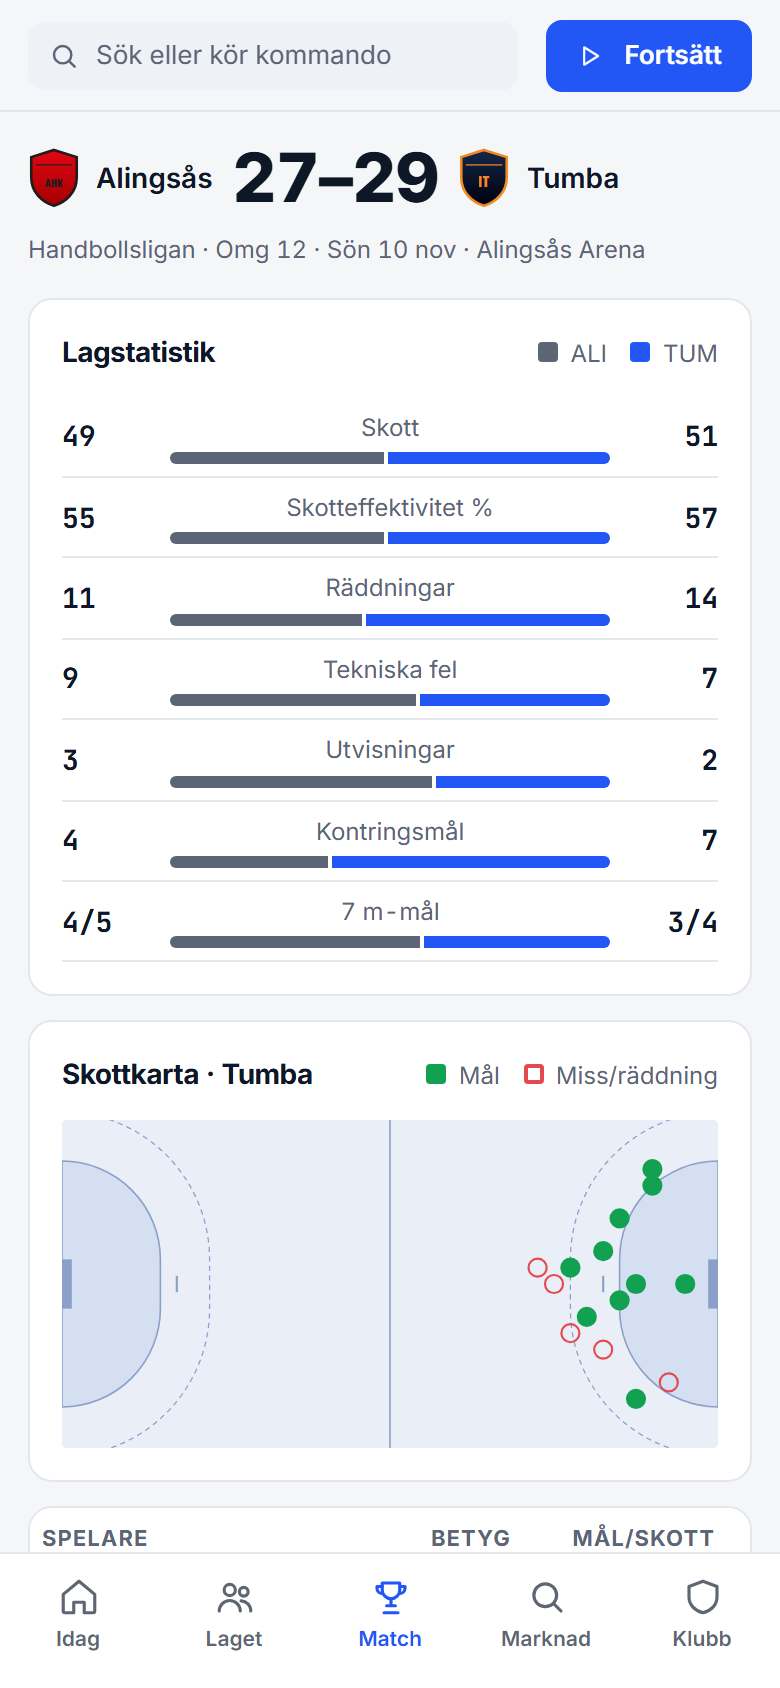 Sök eller kör kommando
Fortsätt
AHK
Alingsås
27–29
IT
Tumba
Handbollsligan · Omg 12 · Sön 10 nov · Alingsås Arena
Lagstatistik
ALI
TUM
49 Skott 51
55 Skotteffektivitet % 57
11 Räddningar 14
9 Tekniska fel 7
3 Utvisningar 2
4 Kontringsmål 7
4/5 7 m-mål 3/4
Skottkarta · Tumba
Mål
Miss/räddning
SPELARE BETYG MÅL/SKOTT
Idag
Laget
Match
Marknad
Klubb